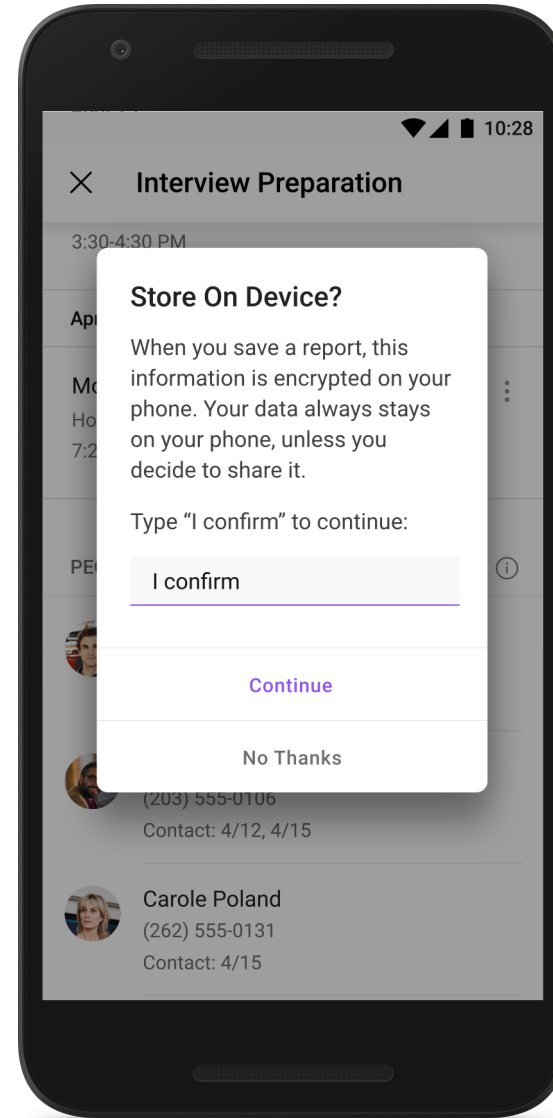 10:28
Interview Preparation
3:30-4:30 PM
Store On Device?
When you save a report, this
information is encrypted on your
phone. Your data always stays
on your phone, unless you
decide to share it.
Type “I confirm” to continue:
I confirm
Continue
No Thanks
(203) 555-0106
Contact: 4/12, 4/15
Carole Poland
(262) 555-0131
Contact: 4/15